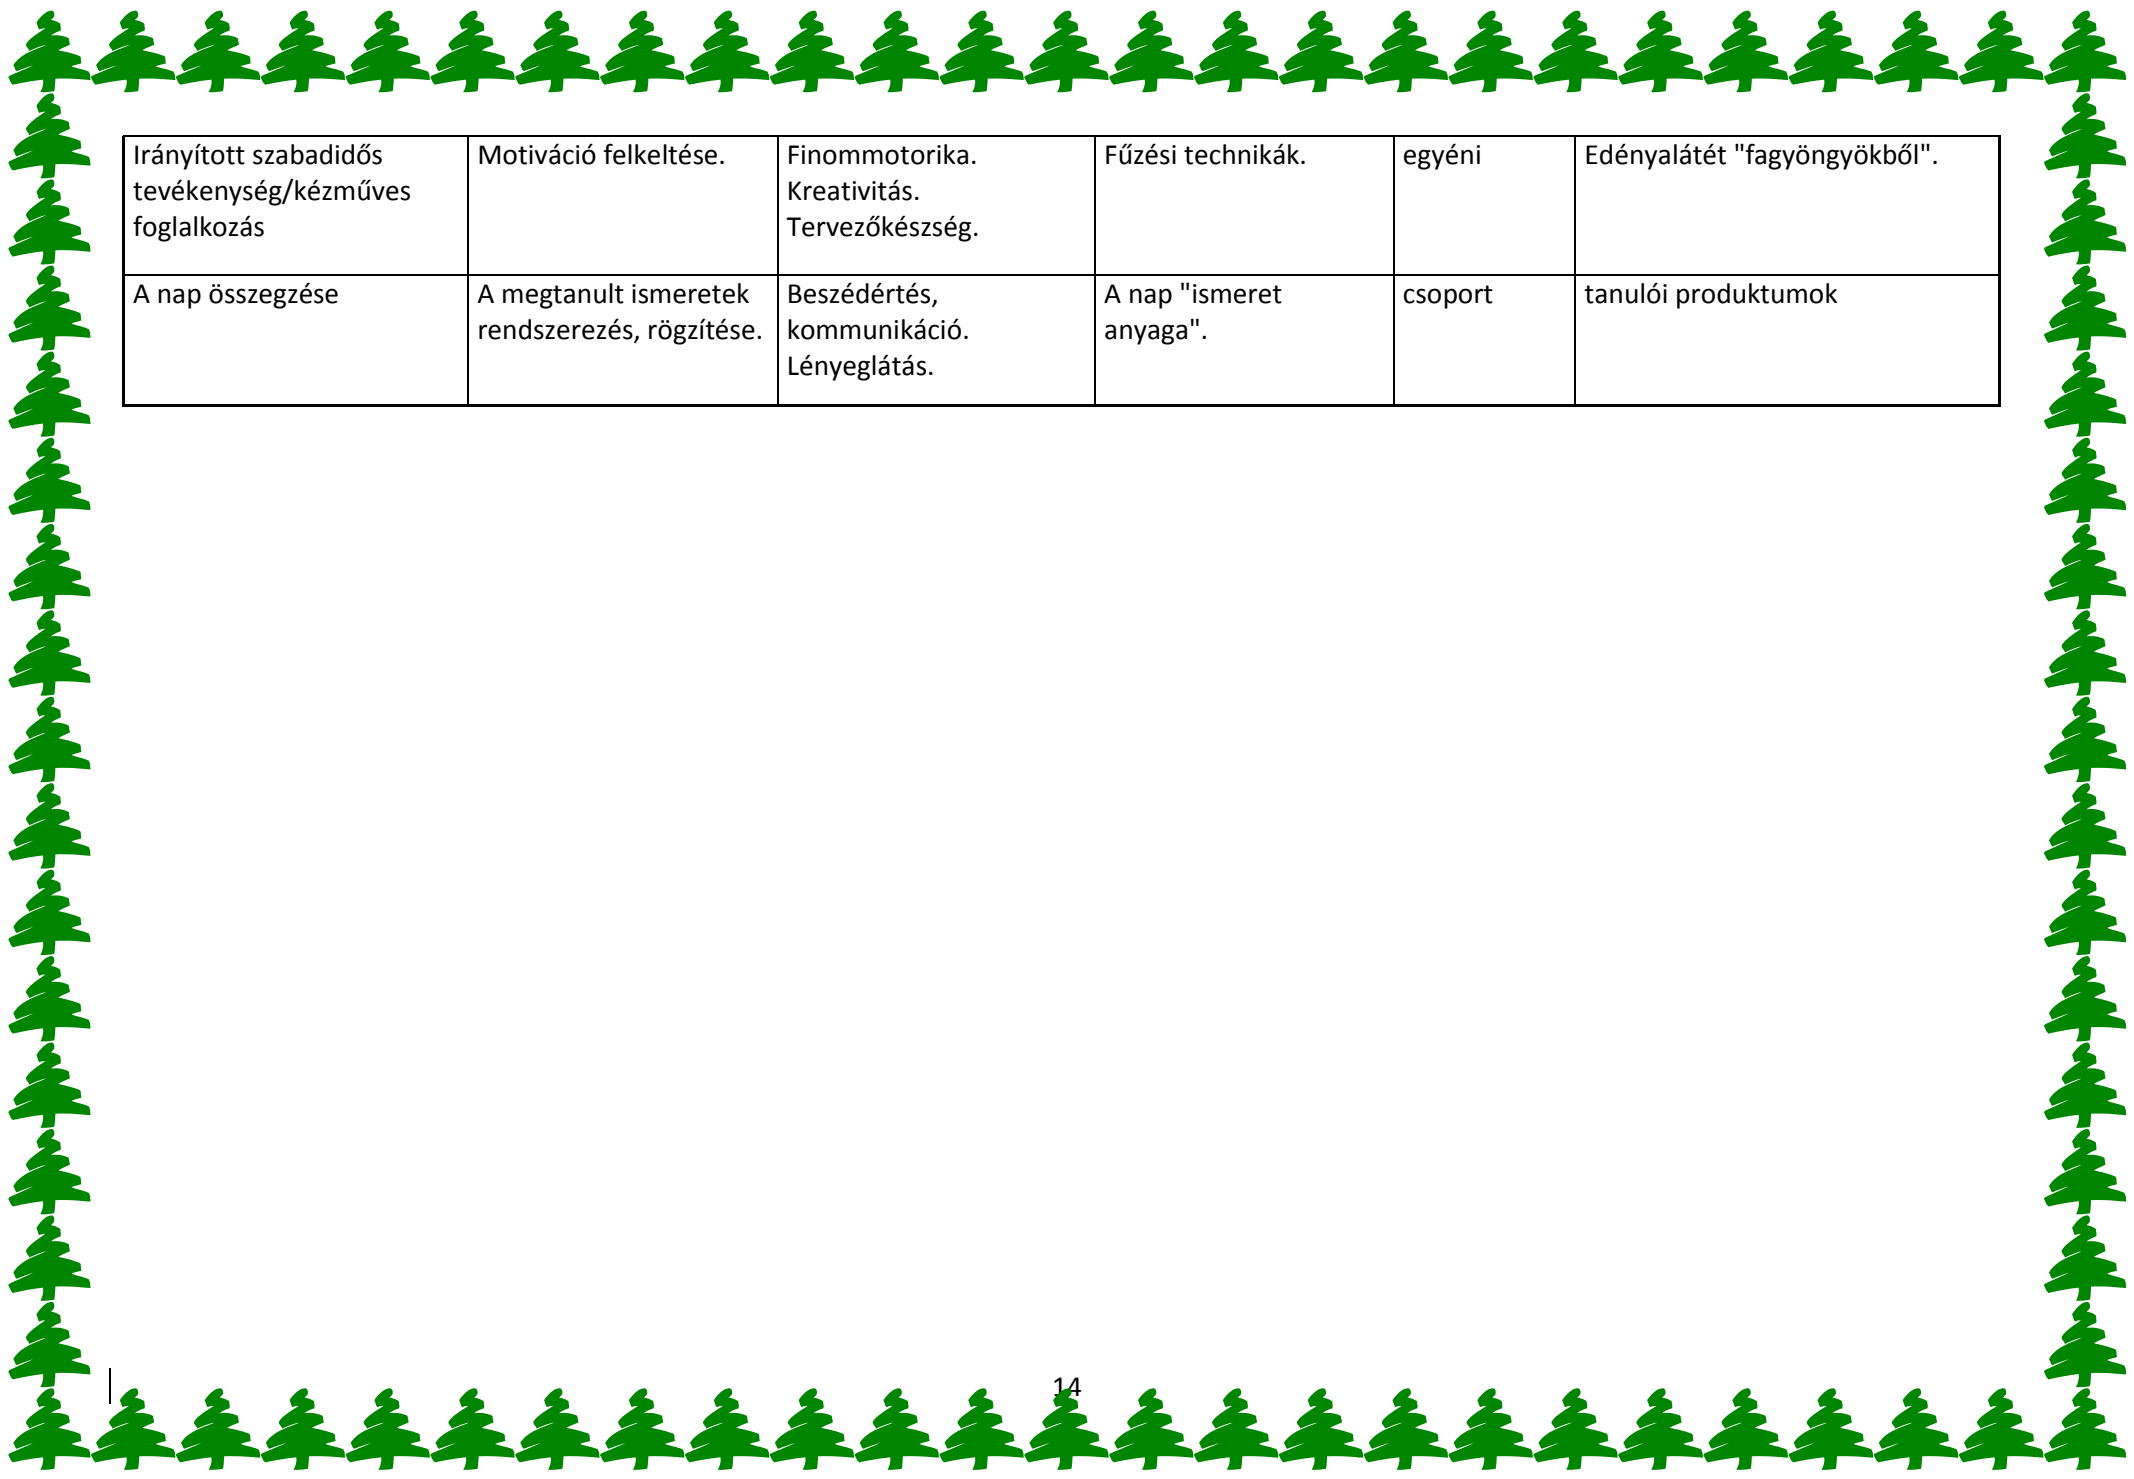 Irányított szabadidős
tevékenység/kézműves
foglalkozás
Motiváció felkeltése.
Finommotorika.
Kreativitás.
Tervezőkészség.
Fűzési technikák.
egyéni
Edényalátét "fagyöngyökből".
A nap összegzése
A megtanult ismeretek
rendszerezés, rögzítése.
Beszédértés,
kommunikáció.
Lényeglátás.
A nap "ismeret
anyaga".
csoport
tanulói produktumok
14